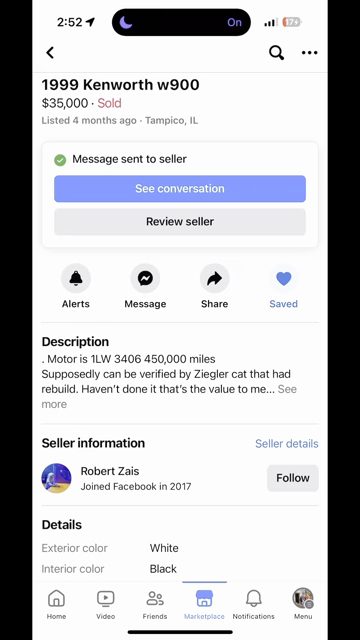 2:52
On
17
1999 Kenworth w900
$35,000 · Sold
Listed 4 months ago · Tampico, IL
Message sent to seller
See conversation
Review seller
Alerts
Message
Share
Saved
Description
. Motor is 1LW 3406 450,000 miles
Supposedly can be verified by Ziegler cat that had
rebuild. Haven't done it that's the value to me... See
more
Seller information
Seller details
Robert Zais
Joined Facebook in 2017
Follow
Details
Exterior color
White
Interior color
Black
Home
Video
Friends
Marketplace
Notifications
Menu